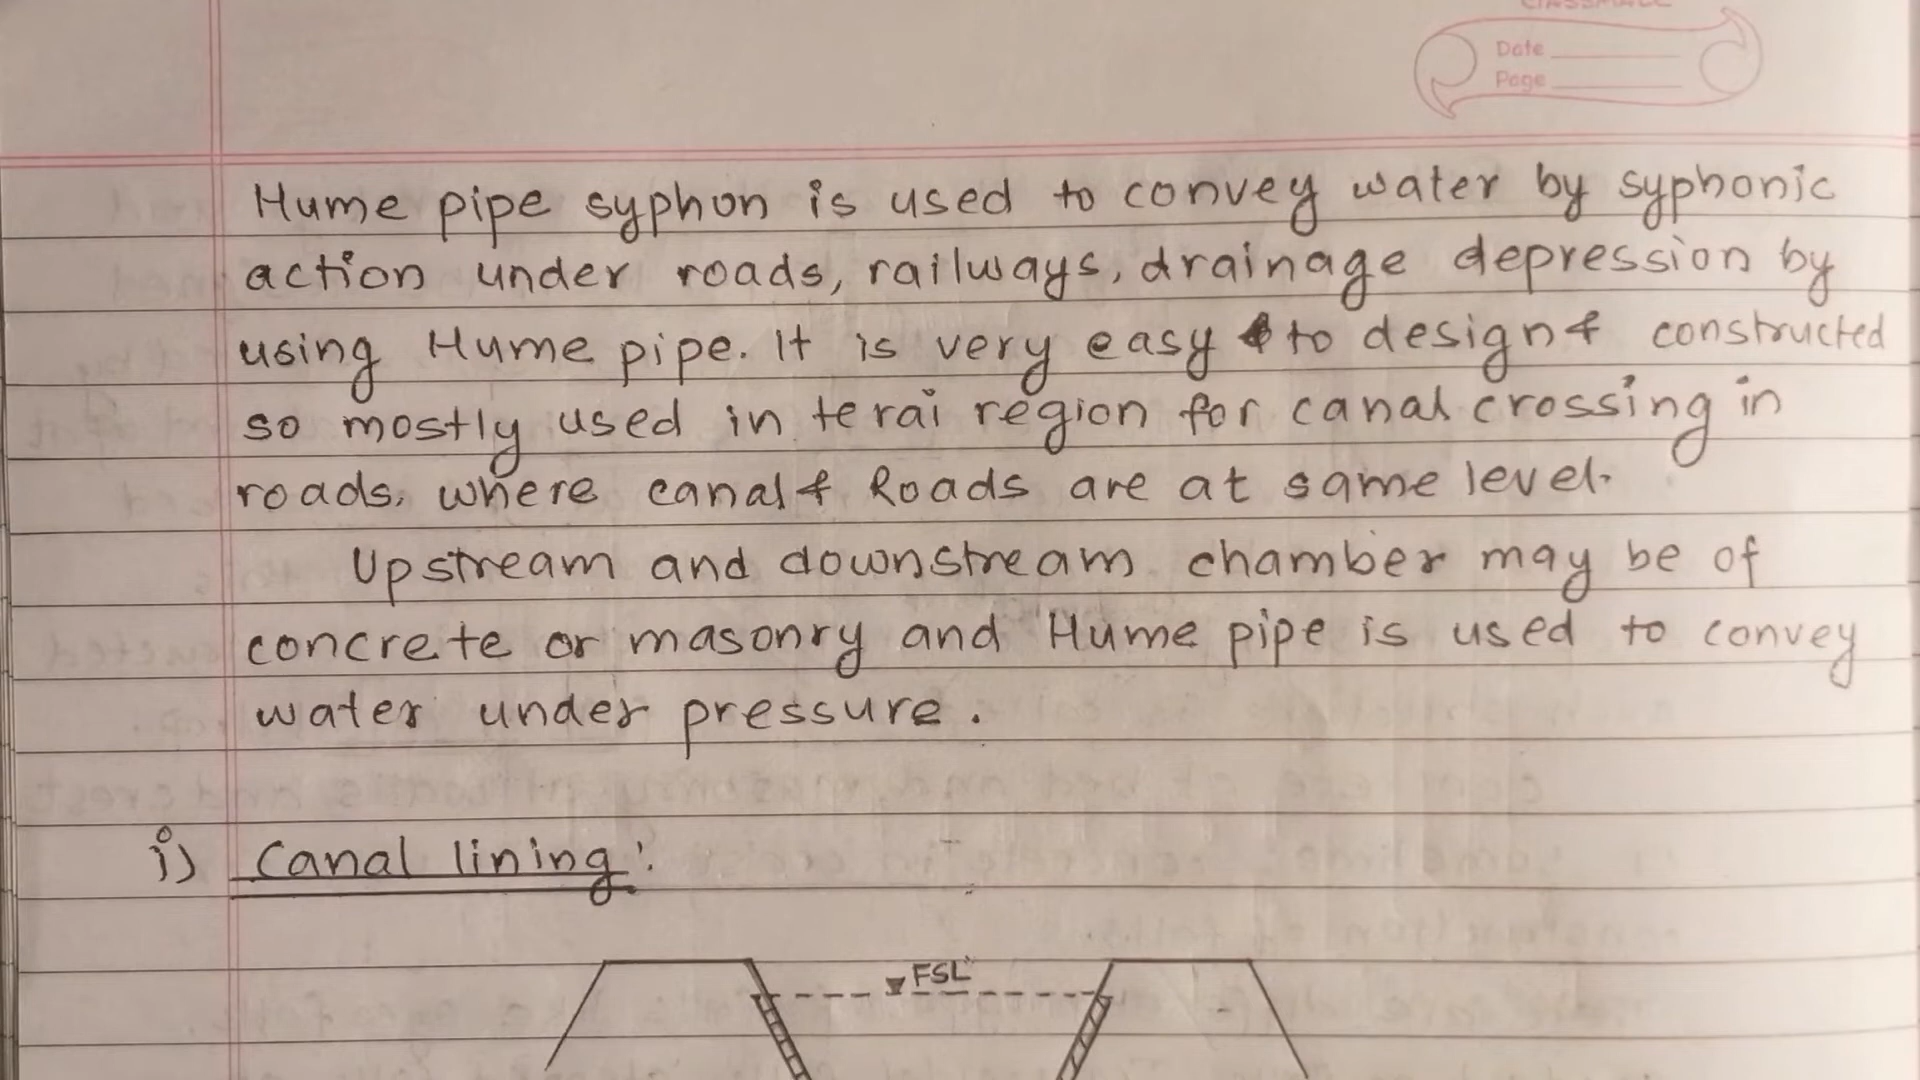 Date
Page
Hume pipe syphon is used to convey water by syphonic
action under roads, railways, drainage depression by
using Hume pipe. It is very easy to design & constructed
so mostly used in terai region for canal crossing in
roads, where canal & Roads are at same level.
Upstream and downstream chamber may be of
concrete or masonry and Hume pipe is used to convey
water under pressure.
i) Canal lining:
FSL